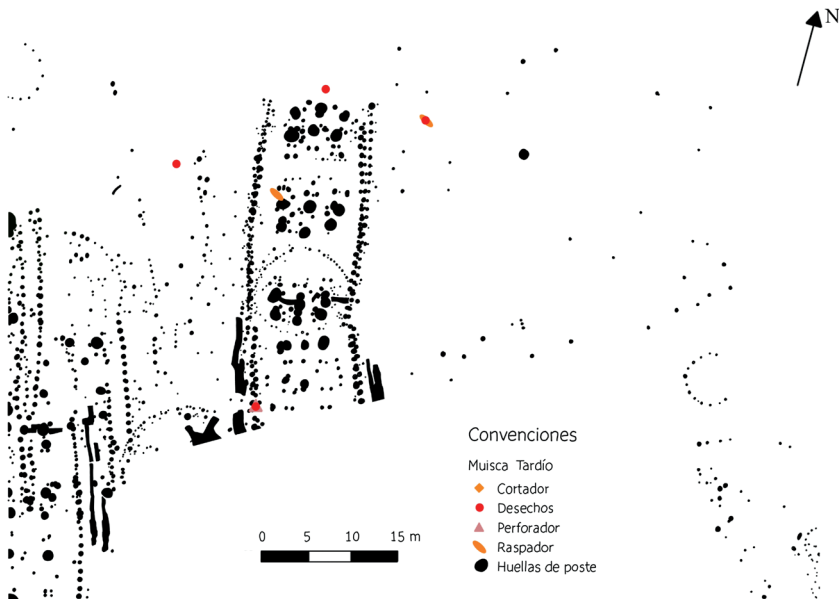 N
Convenciones
Muisca Tardío
Cortador
Desechos
Perforador
Raspador
Huellas de poste
0 5 10 15 m